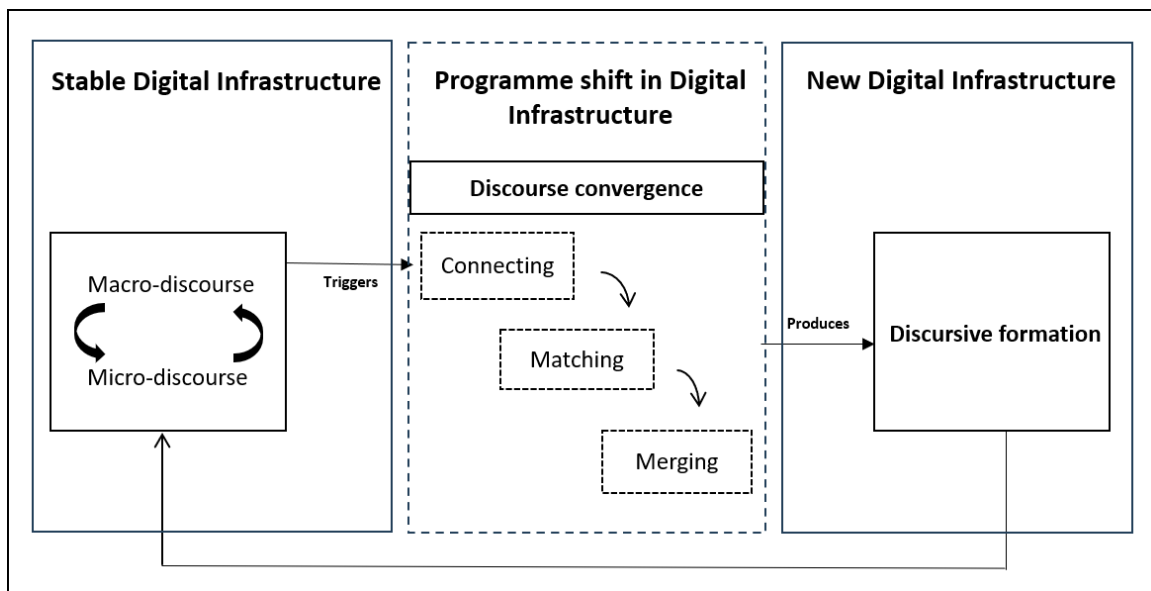 Stable Digital Infrastructure
Macro-discourse
Micro-discourse
Triggers
Programme shift in Digital
Infrastructure
Discourse convergence
Connecting
Matching
Merging
Produces
New Digital Infrastructure
Discursive formation